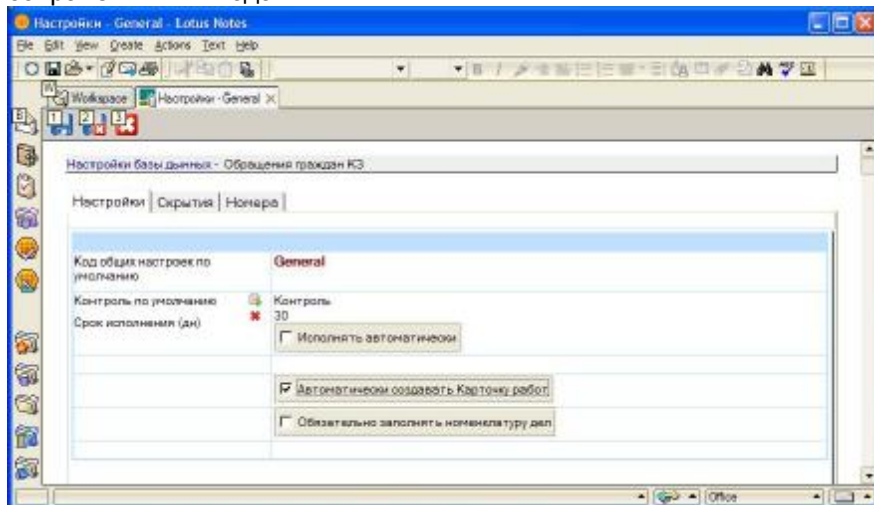 Настройки - General - Lotus Notes
File Edit View Create Actions Text Help
Workspace Настройки - General
Настройки базы данных - Обращения граждан КЗ
Настройки Скрытия Номера
Код общих настроек по умолчанию
General
Контроль по умолчанию Контроль
Срок исполнения (дн) 30
Исполнять автоматически
Автоматически создавать Карточку работ
Обязательно заполнять номенклатуру дел
Office